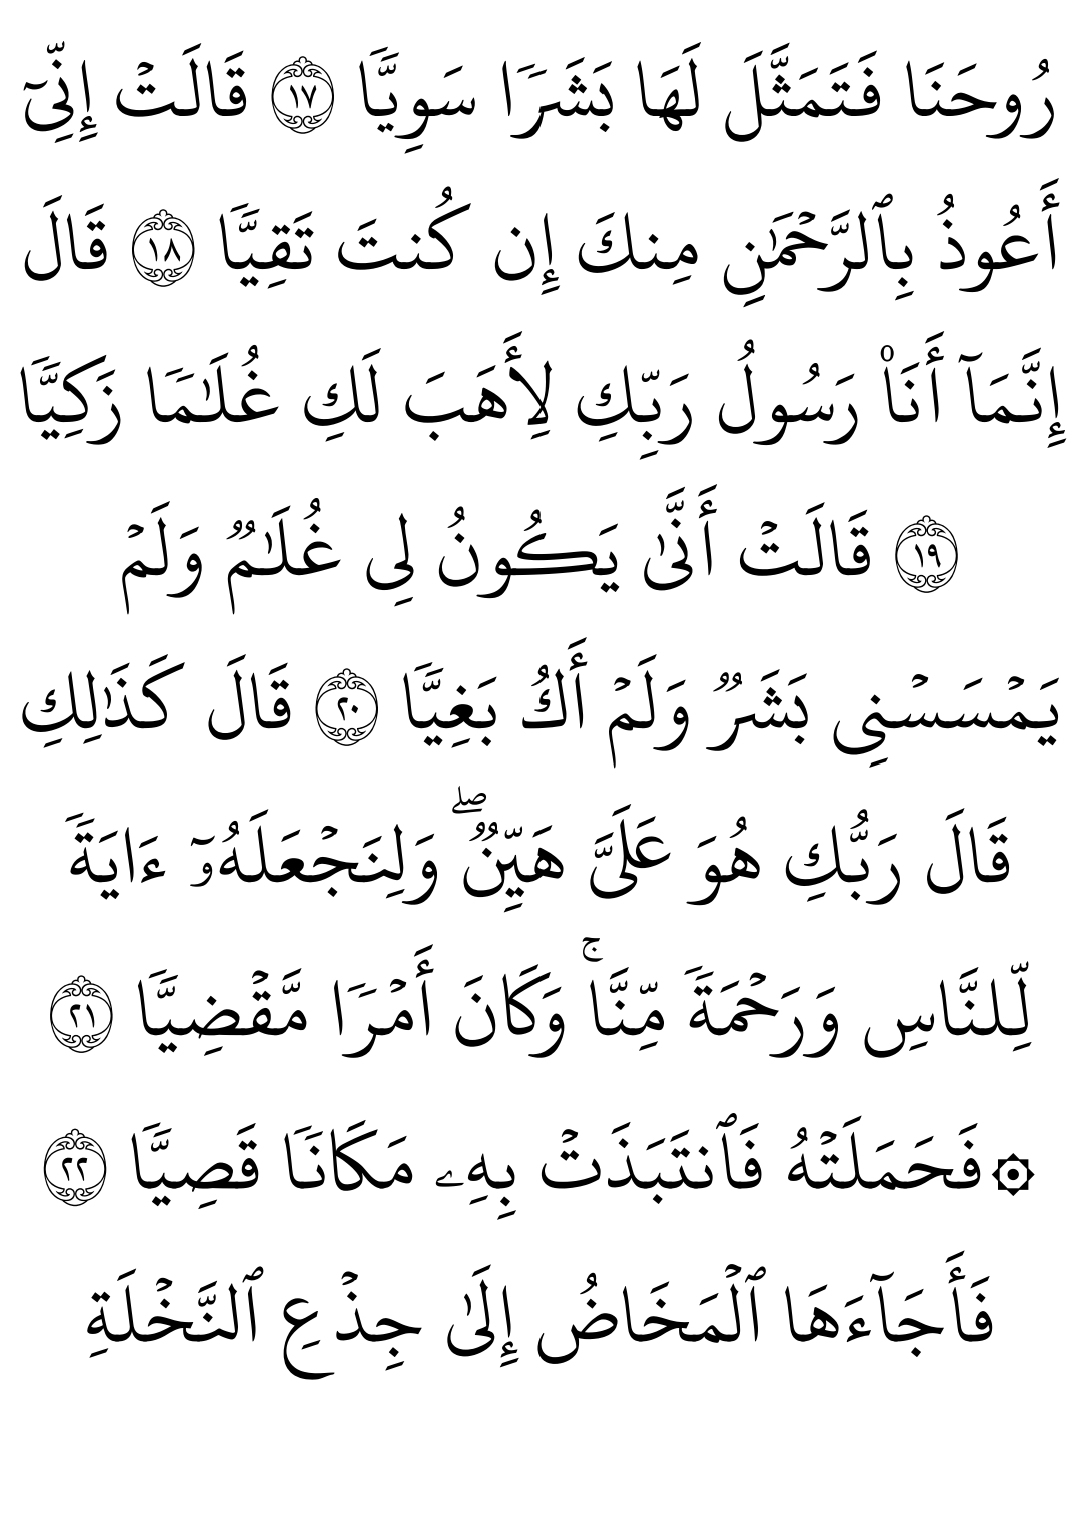 رُوحَنَا فَتَمَثَّلَ لَهَا بَشَرٗا سَوِيّٗا ١٧ قَالَتۡ إِنِّيٓ
أَعُوذُ بِٱلرَّحۡمَٰنِ مِنكَ إِن كُنتَ تَقِيّٗا ١٨ قَالَ
إِنَّمَآ أَنَا۠ رَسُولُ رَبِّكِ لِأَهَبَ لَكِ غُلَٰمٗا زَكِيّٗا
١٩ قَالَتۡ أَنَّىٰ يَكُونُ لِي غُلَٰمٞ وَلَمۡ
يَمۡسَسۡنِي بَشَرٞ وَلَمۡ أَكُ بَغِيّٗا ٢٠ قَالَ كَذَٰلِكِ
قَالَ رَبُّكِ هُوَ عَلَيَّ هَيِّنٞۖ وَلِنَجۡعَلَهُۥٓ ءَايَةٗ
لِّلنَّاسِ وَرَحۡمَةٗ مِّنَّاۚ وَكَانَ أَمۡرٗا مَّقۡضِيّٗا ٢١
۞فَحَمَلَتۡهُ فَٱنتَبَذَتۡ بِهِۦ مَكَانٗا قَصِيّٗا ٢٢
فَأَجَآءَهَا ٱلۡمَخَاضُ إِلَىٰ جِذۡعِ ٱلنَّخۡلَةِ